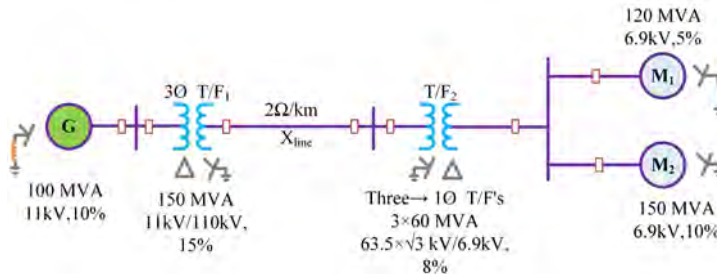 120 MVA
6.9kV,5%
3Ø T/F₁
T/F₂
M₁
2Ω/km
G
Xₗᵢₙₑ
M₂
100 MVA
11kV,10%
150 MVA
11kV/110kV,
15%
Three→ 1Ø T/F's
3×60 MVA
63.5×√3 kV/6.9kV,
8%
150 MVA
6.9kV,10%